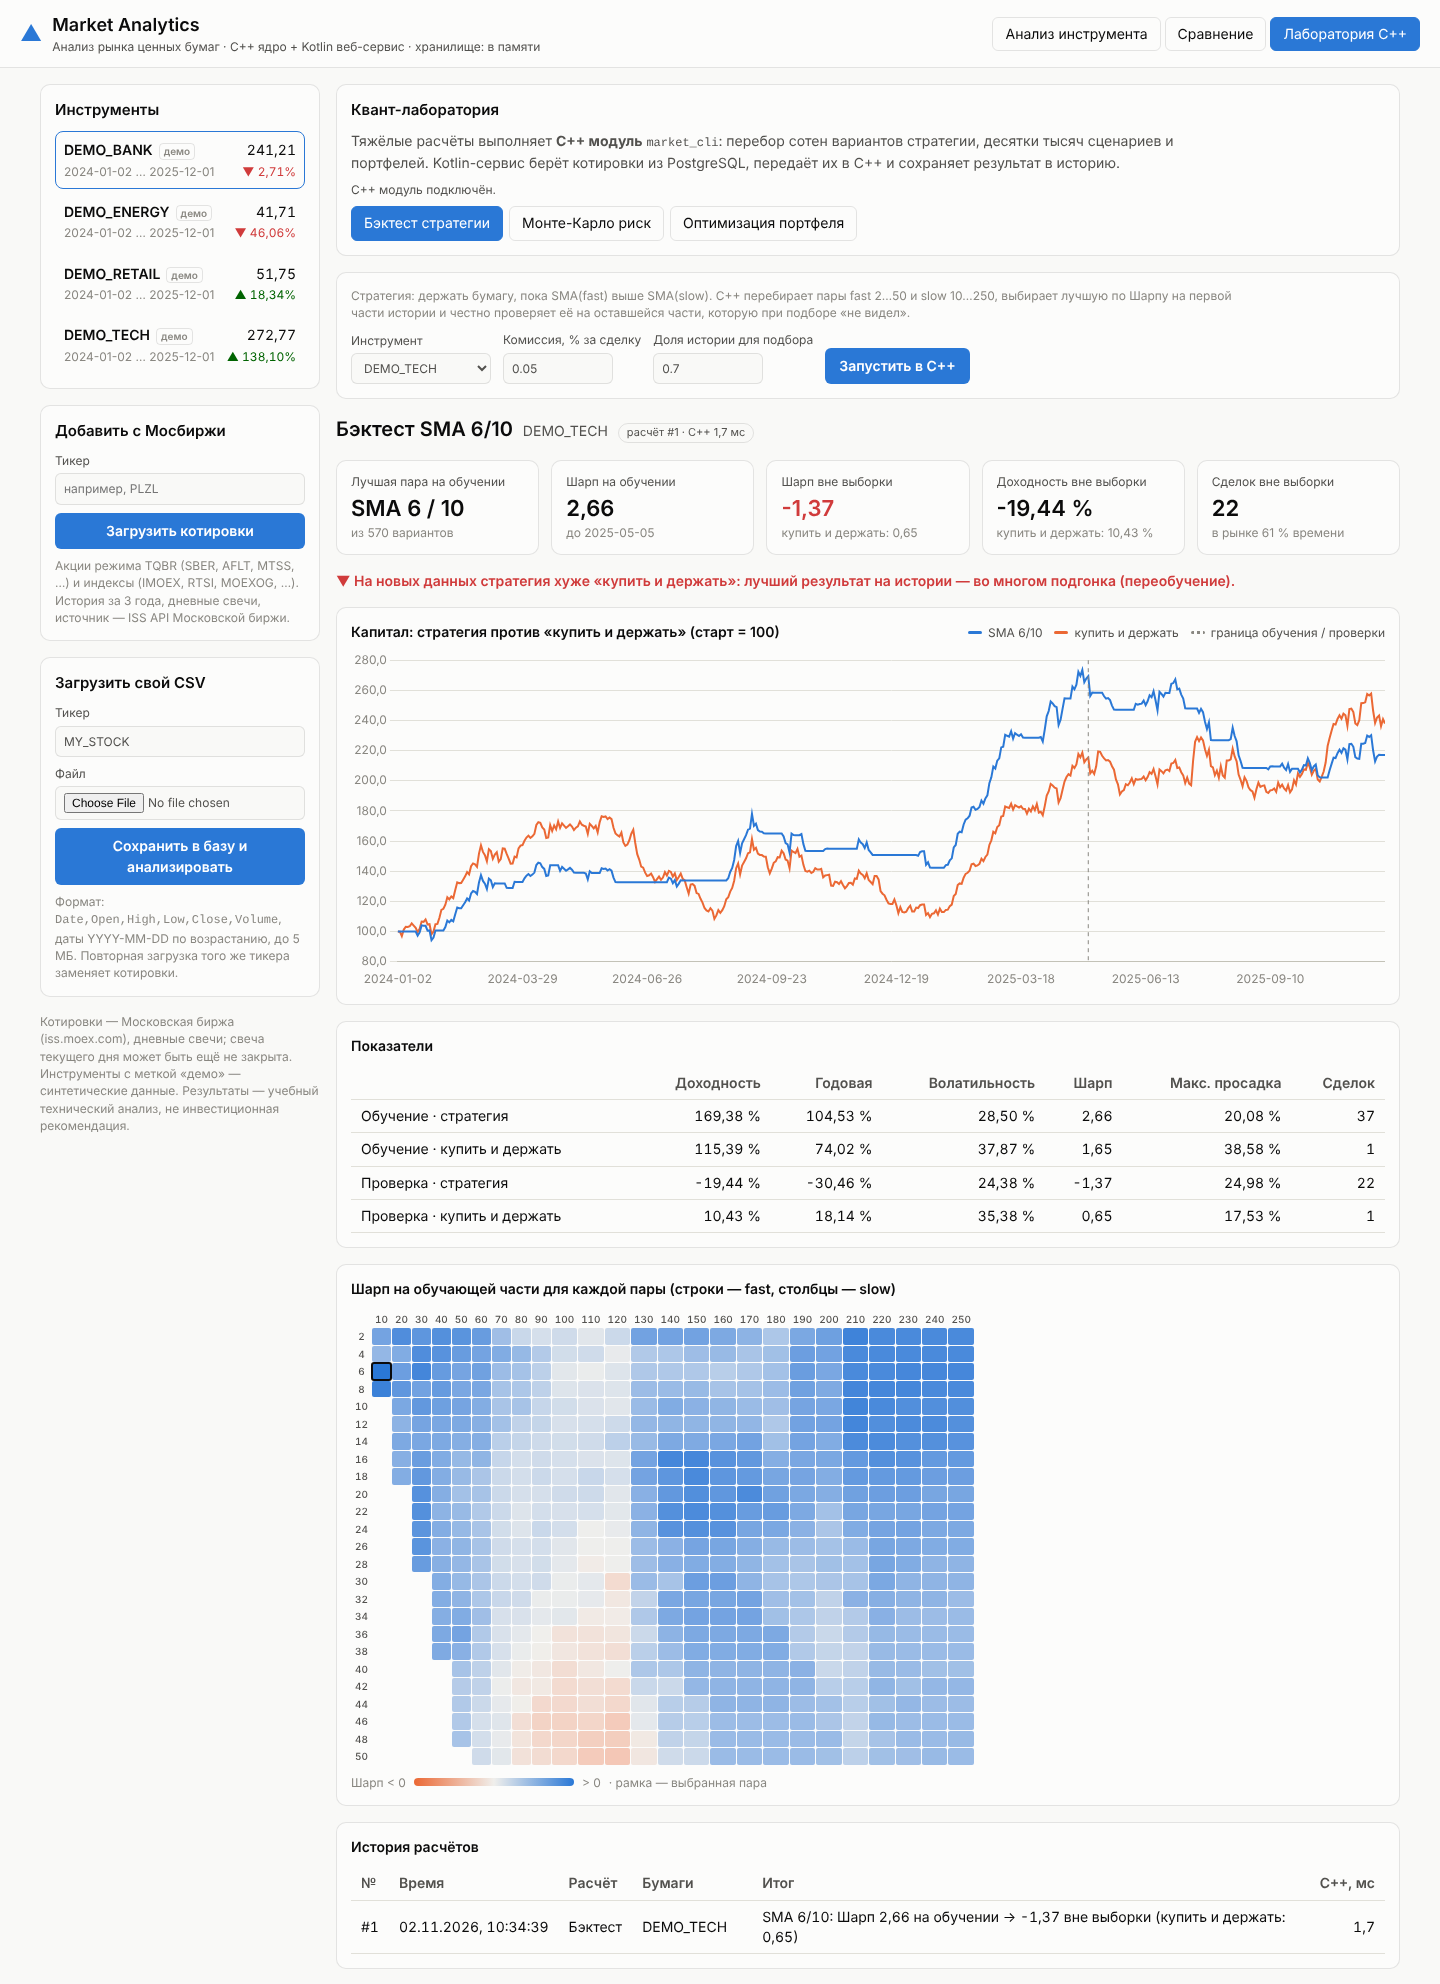 Market Analytics
Анализ рынка ценных бумаг · C++ ядро + Kotlin веб-сервис · хранилище: в памяти
Анализ инструмента
Сравнение
Лаборатория C++
Инструменты
DEMO_BANK демо 241,21
2024-01-02 … 2025-12-01 ▼ 2,71%
DEMO_ENERGY демо 41,71
2024-01-02 … 2025-12-01 ▼ 46,06%
DEMO_RETAIL демо 51,75
2024-01-02 … 2025-12-01 ▲ 18,34%
DEMO_TECH демо 272,77
2024-01-02 … 2025-12-01 ▲ 138,10%
Добавить с Мосбиржи
Тикер
например, PLZL
Загрузить котировки
Акции режима TQBR (SBER, AFLT, MTSS,
…) и индексы (IMOEX, RTSI, MOEXOG, …).
История за 3 года, дневные свечи,
источник — ISS API Московской биржи.
Загрузить свой CSV
Тикер
MY_STOCK
Файл
Choose File No file chosen
Сохранить в базу и
анализировать
Формат:
Date,Open,High,Low,Close,Volume,
даты YYYY-MM-DD по возрастанию, до 5
МБ. Повторная загрузка того же тикера
заменяет котировки.
Котировки — Московская биржа
(iss.moex.com), дневные свечи; свеча
текущего дня может быть ещё не закрыта.
Инструменты с меткой «демо» —
синтетические данные. Результаты — учебный
технический анализ, не инвестиционная
рекомендация.
Квант-лаборатория
Тяжёлые расчёты выполняет C++ модуль market_cli: перебор сотен вариантов стратегии, десятки тысяч сценариев и
портфелей. Kotlin-сервис берёт котировки из PostgreSQL, передаёт их в C++ и сохраняет результат в историю.
C++ модуль подключён.
Бэктест стратегии
Монте-Карло риск
Оптимизация портфеля
Стратегия: держать бумагу, пока SMA(fast) выше SMA(slow). C++ перебирает пары fast 2…50 и slow 10…250, выбирает лучшую по Шарпу на первой
части истории и честно проверяет её на оставшейся части, которую при подборе «не видел».
Инструмент
DEMO_TECH
Комиссия, % за сделку
0.05
Доля истории для подбора
0.7
Запустить в C++
Бэктест SMA 6/10 DEMO_TECH расчёт #1 · C++ 1,7 мс
Лучшая пара на обучении
SMA 6 / 10
из 570 вариантов
Шарп на обучении
2,66
до 2025-05-05
Шарп вне выборки
-1,37
купить и держать: 0,65
Доходность вне выборки
-19,44 %
купить и держать: 10,43 %
Сделок вне выборки
22
в рынке 61 % времени
▼ На новых данных стратегия хуже «купить и держать»: лучший результат на истории — во многом подгонка (переобучение).
Капитал: стратегия против «купить и держать» (старт = 100)
SMA 6/10 купить и держать граница обучения / проверки
280,0
260,0
240,0
220,0
200,0
180,0
160,0
140,0
120,0
100,0
80,0
2024-01-02 2024-03-29 2024-06-26 2024-09-23 2024-12-19 2025-03-18 2025-06-13 2025-09-10
Показатели
Доходность Годовая Волатильность Шарп Макс. просадка Сделок
Обучение · стратегия 169,38 % 104,53 % 28,50 % 2,66 20,08 % 37
Обучение · купить и держать 115,39 % 74,02 % 37,87 % 1,65 38,58 % 1
Проверка · стратегия -19,44 % -30,46 % 24,38 % -1,37 24,98 % 22
Проверка · купить и держать 10,43 % 18,14 % 35,38 % 0,65 17,53 % 1
Шарп на обучающей части для каждой пары (строки — fast, столбцы — slow)
10 20 30 40 50 60 70 80 90 100 110 120 130 140 150 160 170 180 190 200 210 220 230 240 250
2
4
6
8
10
12
14
16
18
20
22
24
26
28
30
32
34
36
38
40
42
44
46
48
50
Шарп < 0 > 0 · рамка — выбранная пара
История расчётов
№ Время Расчёт Бумаги Итог C++, мс
#1 02.11.2026, 10:34:39 Бэктест DEMO_TECH SMA 6/10: Шарп 2,66 на обучении → -1,37 вне выборки (купить и держать: 1,7
0,65)